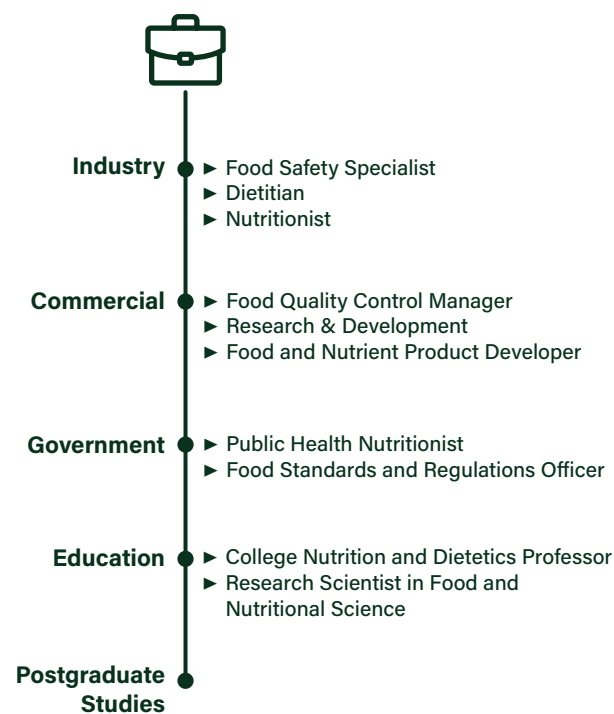 Industry
► Food Safety Specialist
► Dietitian
► Nutritionist
Commercial
► Food Quality Control Manager
► Research & Development
► Food and Nutrient Product Developer
Government
► Public Health Nutritionist
► Food Standards and Regulations Officer
Education
► College Nutrition and Dietetics Professor
► Research Scientist in Food and
Nutritional Science
Postgraduate
Studies